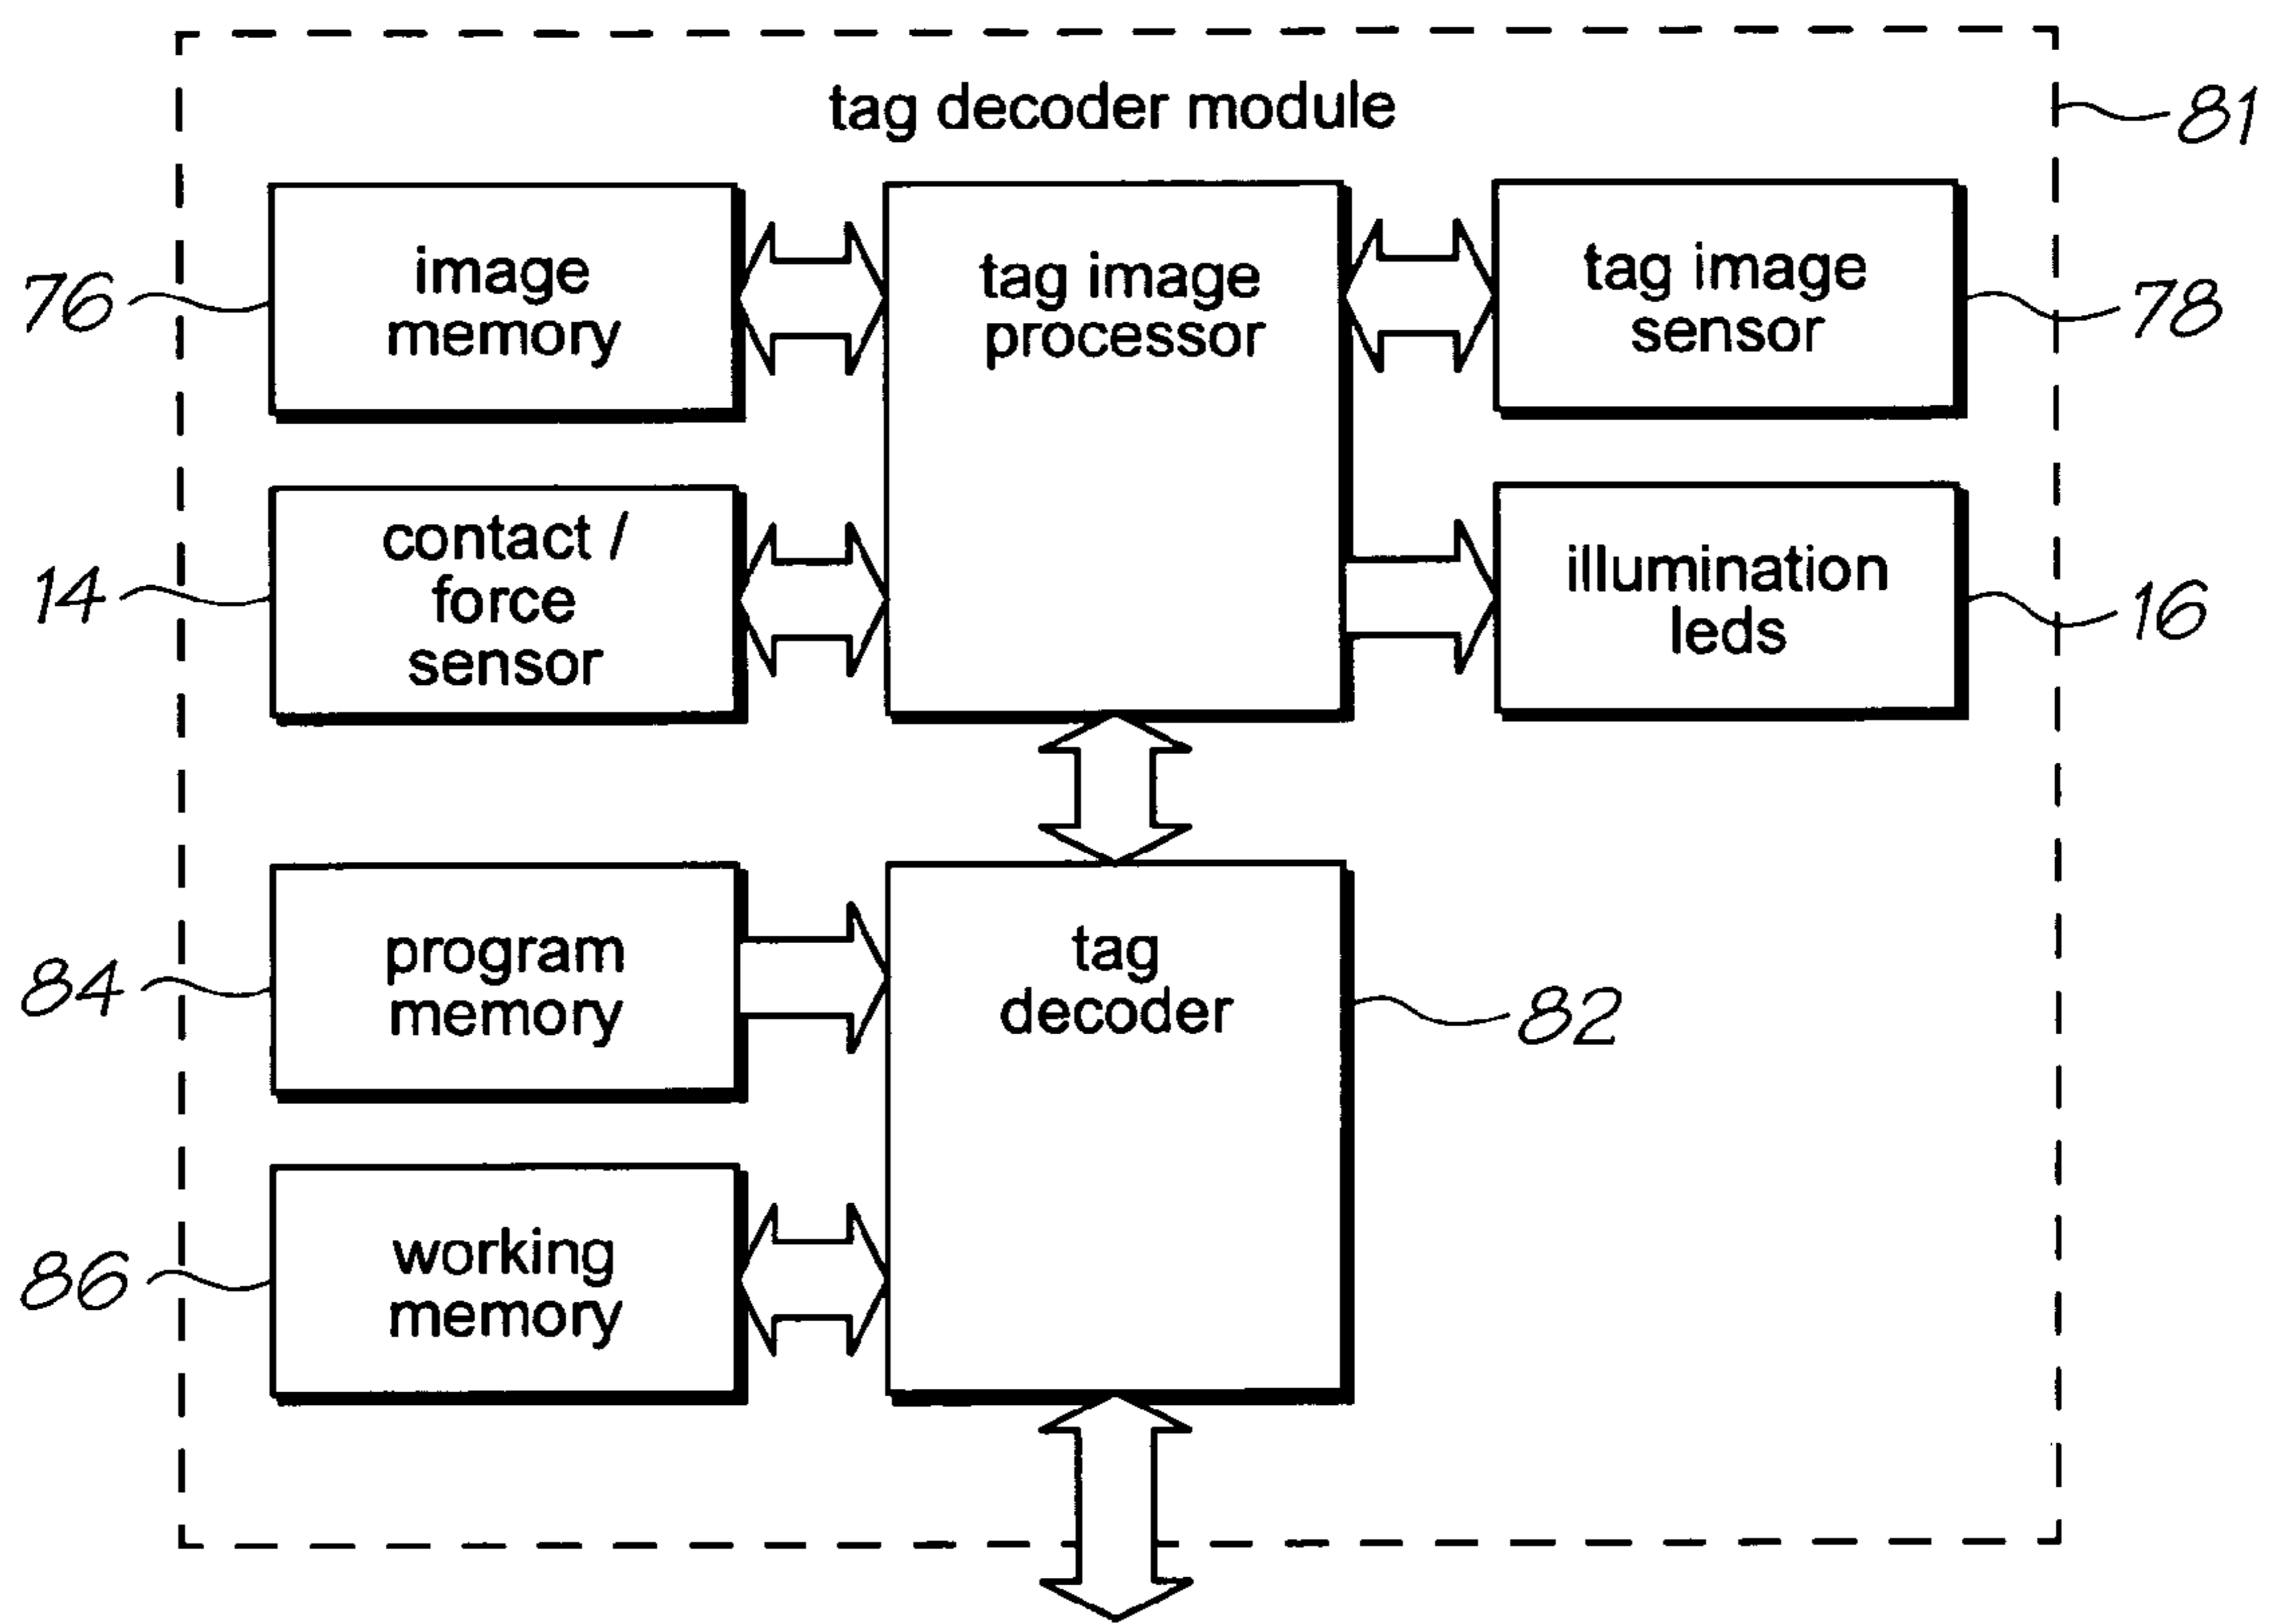 tag decoder module
81
76
image
memory
tag image
processor
tag image
sensor
78
14
contact /
force
sensor
illumination
leds
16
84
program
memory
tag
decoder
82
86
working
memory